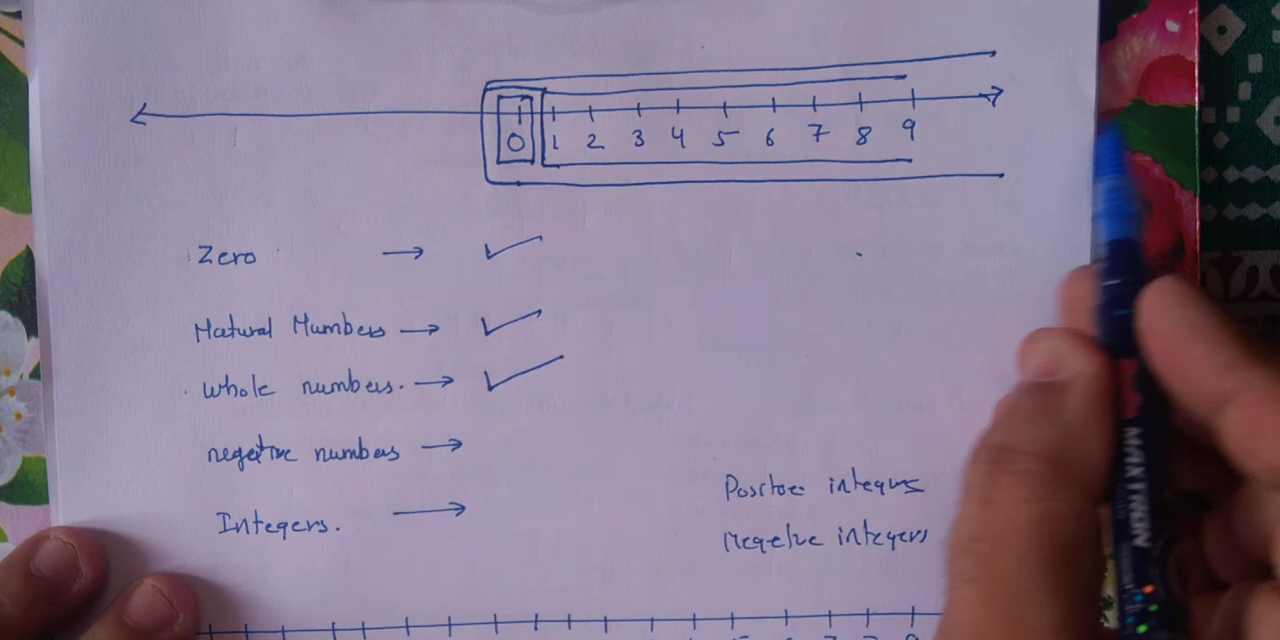 0 1 2 3 4 5 6 7 8 9
Zero →
Natural Numbers →
Whole numbers. →
negative numbers →
Integers. →
Positive integers
Negative integers
MAXTREN